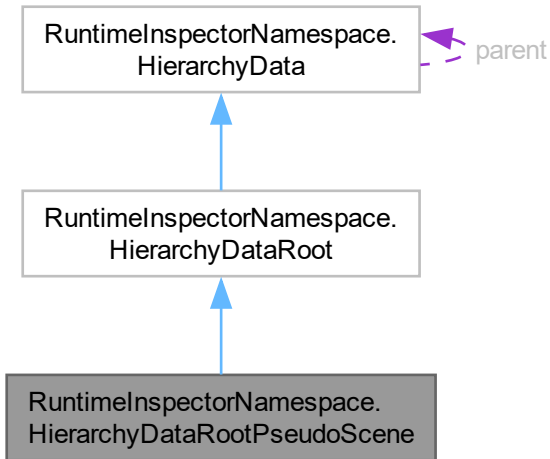 RuntimeInspectorNamespace.
HierarchyData
parent
RuntimeInspectorNamespace.
HierarchyDataRoot
RuntimeInspectorNamespace.
HierarchyDataRootPseudoScene